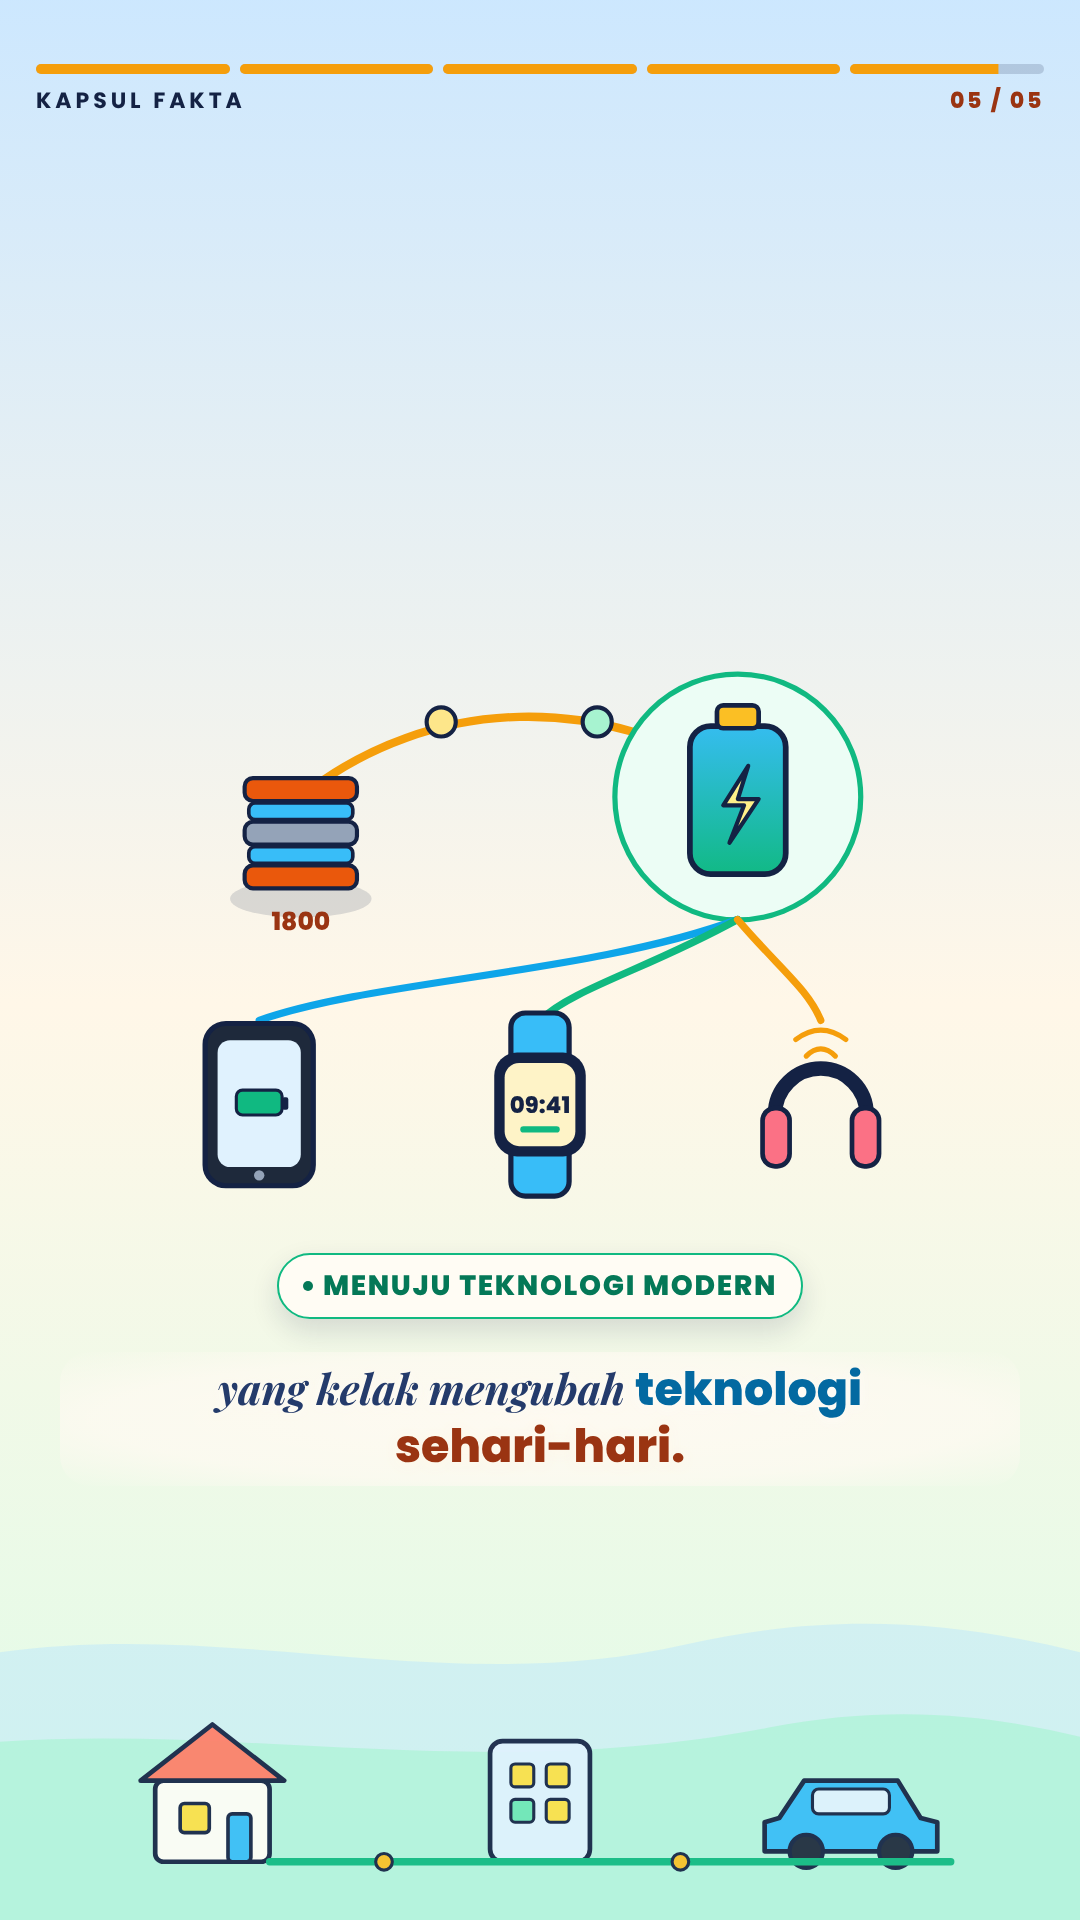 KAPSUL FAKTA
05 / 05
1800
09:41
• MENUJU TEKNOLOGI MODERN
yang kelak mengubah teknologi
sehari-hari.